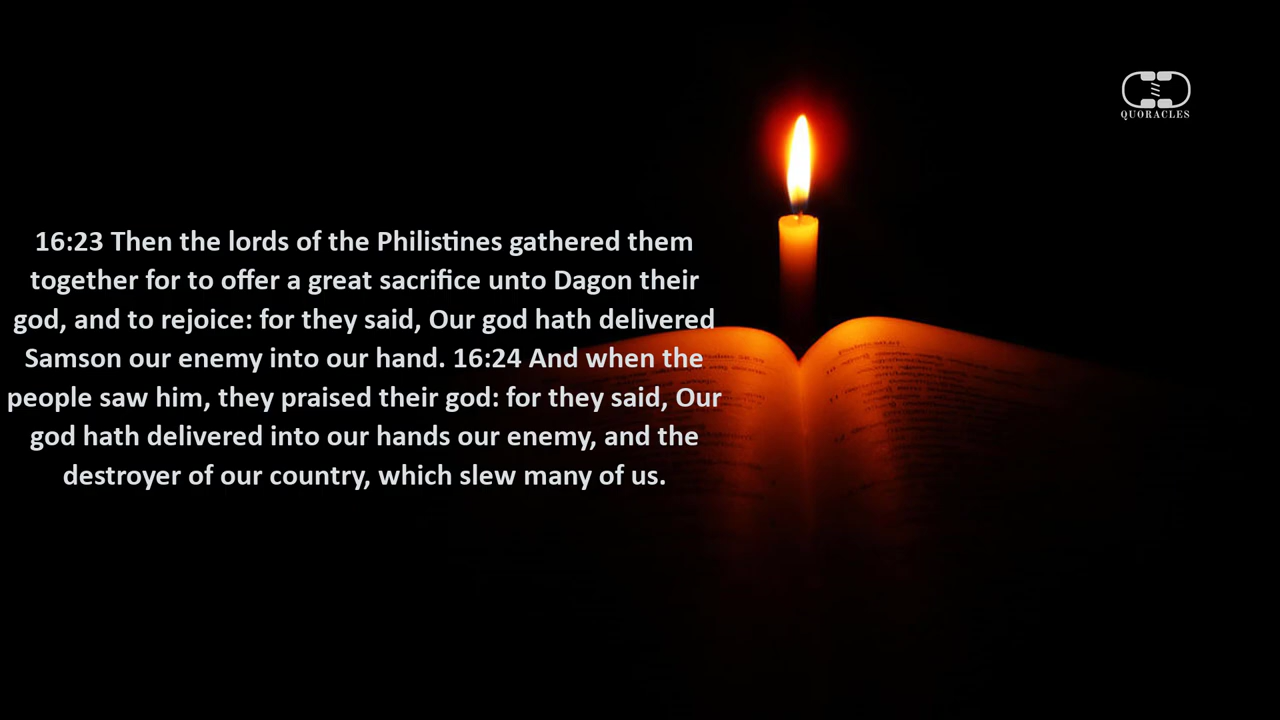 QUORACLES
16:23 Then the lords of the Philistines gathered them
together for to offer a great sacrifice unto Dagon their
god, and to rejoice: for they said, Our god hath delivered
Samson our enemy into our hand. 16:24 And when the
people saw him, they praised their god: for they said, Our
god hath delivered into our hands our enemy, and the
destroyer of our country, which slew many of us.